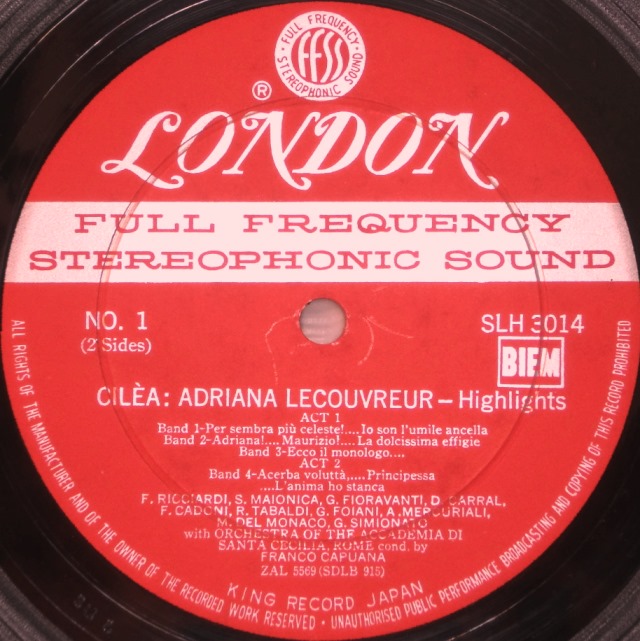 FULL FREQUENCY · STEREOPHONIC SOUND ·
FFSS
®
LONDON
FULL FREQUENCY
STEREOPHONIC SOUND
NO. 1
(2 Sides)
SLH 3014
BIEM
CILÈA: ADRIANA LECOUVREUR – Highlights
ACT 1
Band 1-Per sembra più celeste!.... Io son l'umile ancella
Band 2-Adriana!.... Maurizio!.... La dolcissima effigie
Band 3-Ecco il monologo....
ACT 2
Band 4-Acerba voluttà,.... Principessa
....L'anima ho stanca
F. RICCIARDI, S. MAIONICA, G. FIORAVANTI, D. CARRAL,
F. CADONI, R. TABALDI, G. FOIANI, A. MERCURIALI,
M. DEL MONACO, G. SIMIONATO
with ORCHESTRA OF THE ACCADEMIA DI
SANTA CECILIA, ROME cond. by
FRANCO CAPUANA
ZAL 5569 (SDLB 915)
KING RECORD JAPAN
ALL RIGHTS OF THE MANUFACTURER AND OF THE OWNER OF THE RECORDED WORK RESERVED · UNAUTHORISED PUBLIC PERFORMANCE BROADCASTING AND COPYING OF THIS RECORD PROHIBITED